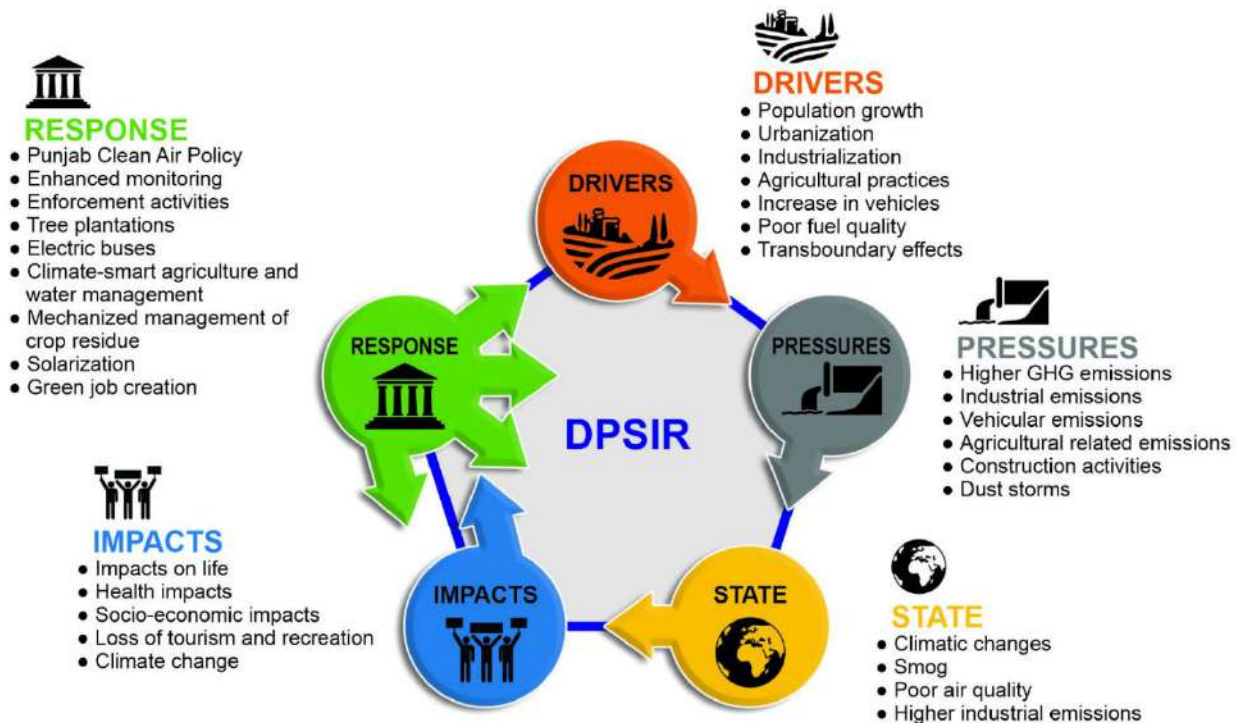 DRIVERS
● Population growth
● Urbanization
● Industrialization
● Agricultural practices
● Increase in vehicles
● Poor fuel quality
● Transboundary effects
RESPONSE
● Punjab Clean Air Policy
● Enhanced monitoring
● Enforcement activities
● Tree plantations
● Electric buses
● Climate-smart agriculture and
water management
● Mechanized management of
crop residue
● Solarization
● Green job creation
DRIVERS
RESPONSE
PRESSURES
DPSIR
IMPACTS
STATE
PRESSURES
● Higher GHG emissions
● Industrial emissions
● Vehicular emissions
● Agricultural related emissions
● Construction activities
● Dust storms
IMPACTS
● Impacts on life
● Health impacts
● Socio-economic impacts
● Loss of tourism and recreation
● Climate change
STATE
● Climatic changes
● Smog
● Poor air quality
● Higher industrial emissions